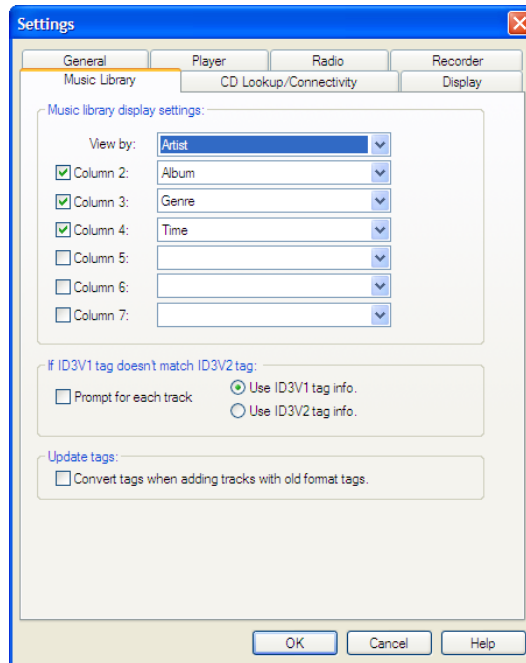 Settings
General Player Radio Recorder
Music Library CD Lookup/Connectivity Display
Music library display settings:
View by: Artist
Column 2: Album
Column 3: Genre
Column 4: Time
Column 5:
Column 6:
Column 7:
If ID3V1 tag doesn't match ID3V2 tag:
Prompt for each track Use ID3V1 tag info.
Use ID3V2 tag info.
Update tags:
Convert tags when adding tracks with old format tags.
OK Cancel Help